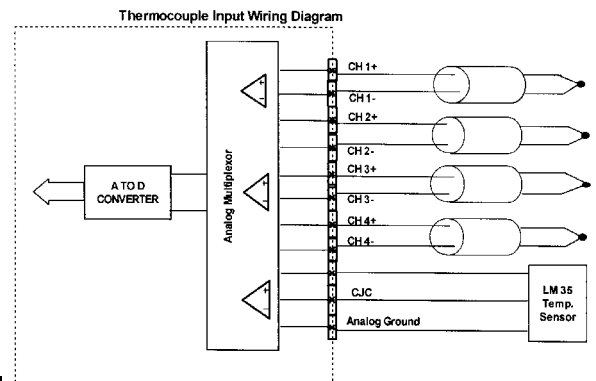 Thermocouple Input Wiring Diagram
A TO D
CONVERTER
Analog Multiplexor
+
−
+
−
+
−
CH 1+
CH 1-
CH 2+
CH 2-
CH 3+
CH 3-
CH 4+
CH 4-
CJC
Analog Ground
LM 35
Temp.
Sensor